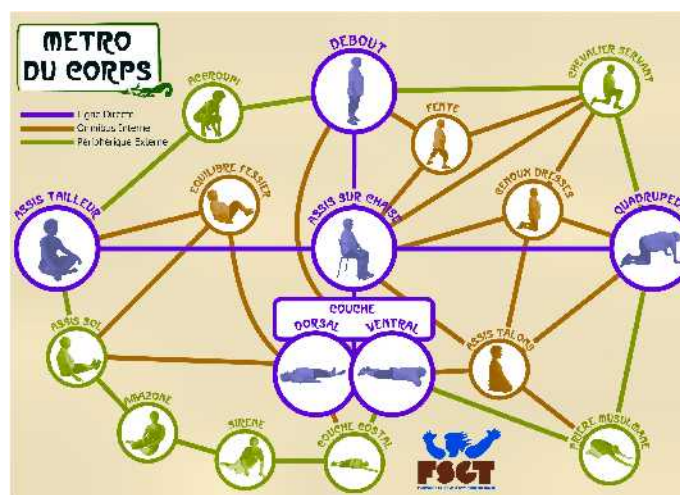 METRO
DU CORPS
Ligne Directe
Omnibus Interne
Périphérique Externe
DEBOUT
ACCROUPI
CHEVALIER SERVANT
FENTE
EQUILIBRE FESSIER
GENOUX DRESSES
ASSIS TAILLEUR
ASSIS SUR CHAISE
QUADRUPED
COUCHE
DORSAL VENTRAL
ASSIS SOL
ASSIS TALONS
AMAZONE
SIRENE
COUCHE COSTAL
PRIERE MUSULMANE
FSGT